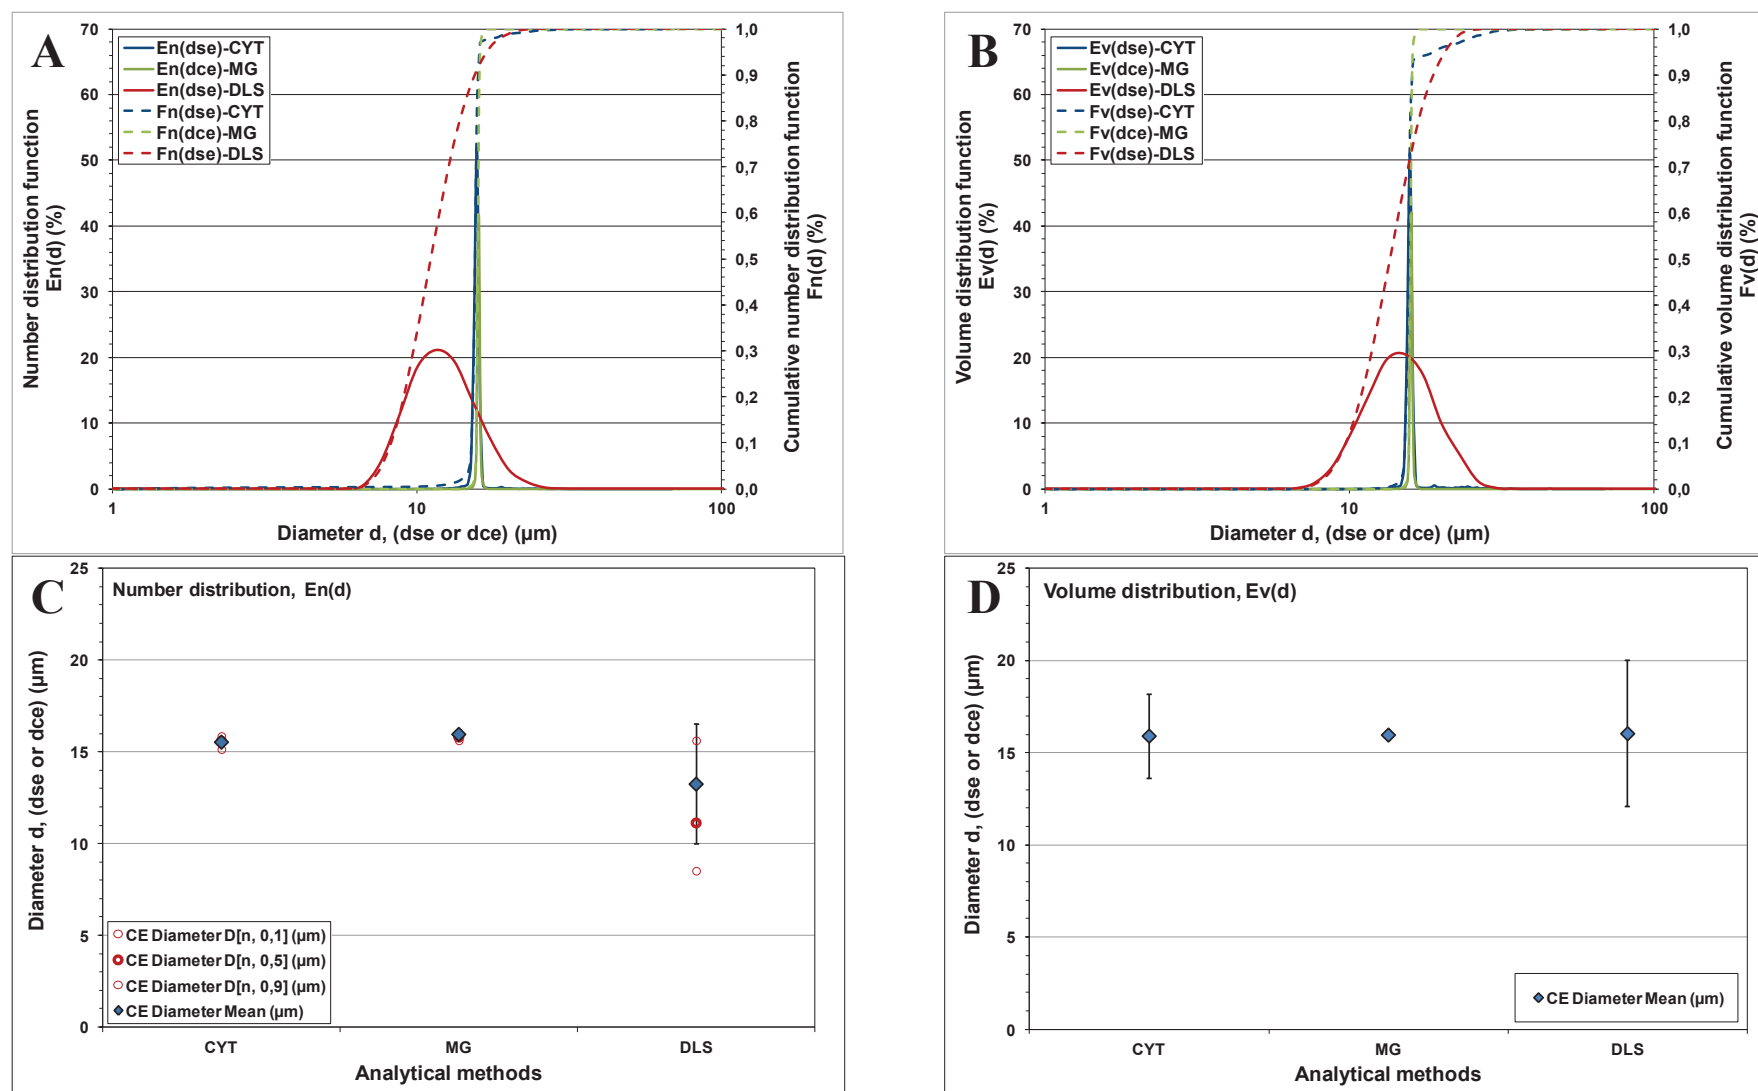 A
En(dse)-CYT
En(dce)-MG
En(dse)-DLS
Fn(dse)-CYT
Fn(dce)-MG
Fn(dse)-DLS
Number distribution function
En(d) (%)
70
60
50
40
30
20
10
0
1,0
0,9
0,8
0,7
0,6
0,5
0,4
0,3
0,2
0,1
0,0
Cumulative number distribution function
Fn(d) (%)
1
10
100
Diameter d, (dse or dce) (µm)
B
Ev(dse)-CYT
Ev(dce)-MG
Ev(dse)-DLS
Fv(dse)-CYT
Fv(dce)-MG
Fv(dse)-DLS
Volume distribution function
Ev(d) (%)
70
60
50
40
30
20
10
0
1,0
0,9
0,8
0,7
0,6
0,5
0,4
0,3
0,2
0,1
0,0
Cumulative volume distribution function
Fv(d) (%)
1
10
100
Diameter d, (dse or dce) (µm)
C
Number distribution, En(d)
Diameter d, (dse or dce) (µm)
25
20
15
10
5
0
CE Diameter D[n, 0,1] (µm)
CE Diameter D[n, 0,5] (µm)
CE Diameter D[n, 0,9] (µm)
CE Diameter Mean (µm)
CYT
MG
DLS
Analytical methods
D
Volume distribution, Ev(d)
Diameter d, (dse or dce) (µm)
25
20
15
10
5
0
CE Diameter Mean (µm)
CYT
MG
DLS
Analytical methods